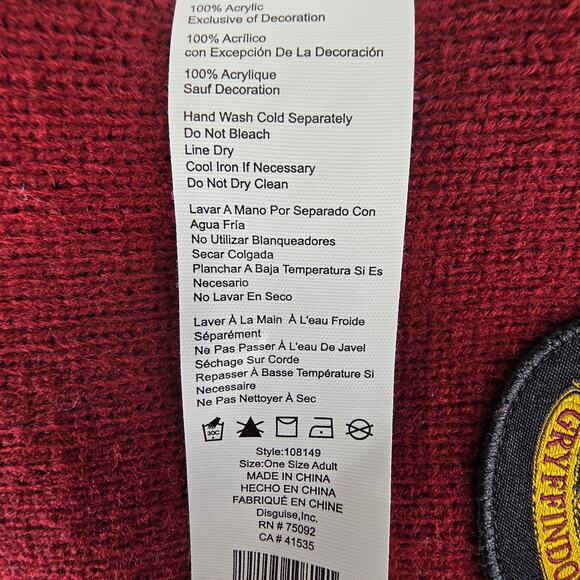 100% Acrylic
Exclusive of Decoration
100% Acrílico
con Excepción De La Decoración
100% Acrylique
Sauf Decoration
Hand Wash Cold Separately
Do Not Bleach
Line Dry
Cool Iron If Necessary
Do Not Dry Clean
Lavar A Mano Por Separado Con
Agua Fría
No Utilizar Blanqueadores
Secar Colgada
Planchar A Baja Temperatura Si Es
Necesario
No Lavar En Seco
Laver À La Main À L'eau Froide
Séparément
Ne Pas Passer À L'eau De Javel
Séchage Sur Corde
Repasser À Basse Température Si
Necessaire
Ne Pas Nettoyer À Sec
30C
Style:108149
Size:One Size Adult
MADE IN CHINA
HECHO EN CHINA
FABRIQUÉ EN CHINE
Disguise,Inc.
RN # 75092
CA # 41535
GRYFFINDO